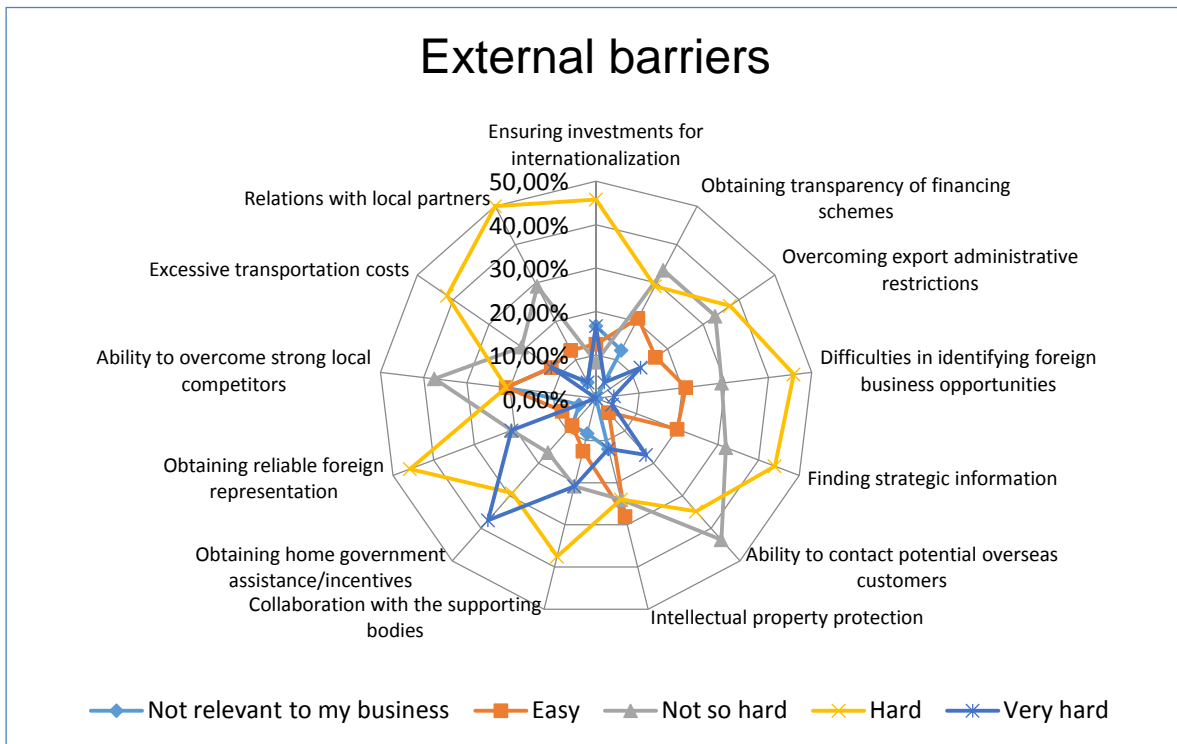 External barriers
Ensuring investments for
internationalization
Obtaining transparency of financing
schemes
Overcoming export administrative
restrictions
Difficulties in identifying foreign
business opportunities
Finding strategic information
Ability to contact potential overseas
customers
Intellectual property protection
Collaboration with the supporting
bodies
Obtaining home government
assistance/incentives
Obtaining reliable foreign
representation
Ability to overcome strong local
competitors
Excessive transportation costs
Relations with local partners
50,00%
40,00%
30,00%
20,00%
10,00%
0,00%
Not relevant to my business
Easy
Not so hard
Hard
Very hard